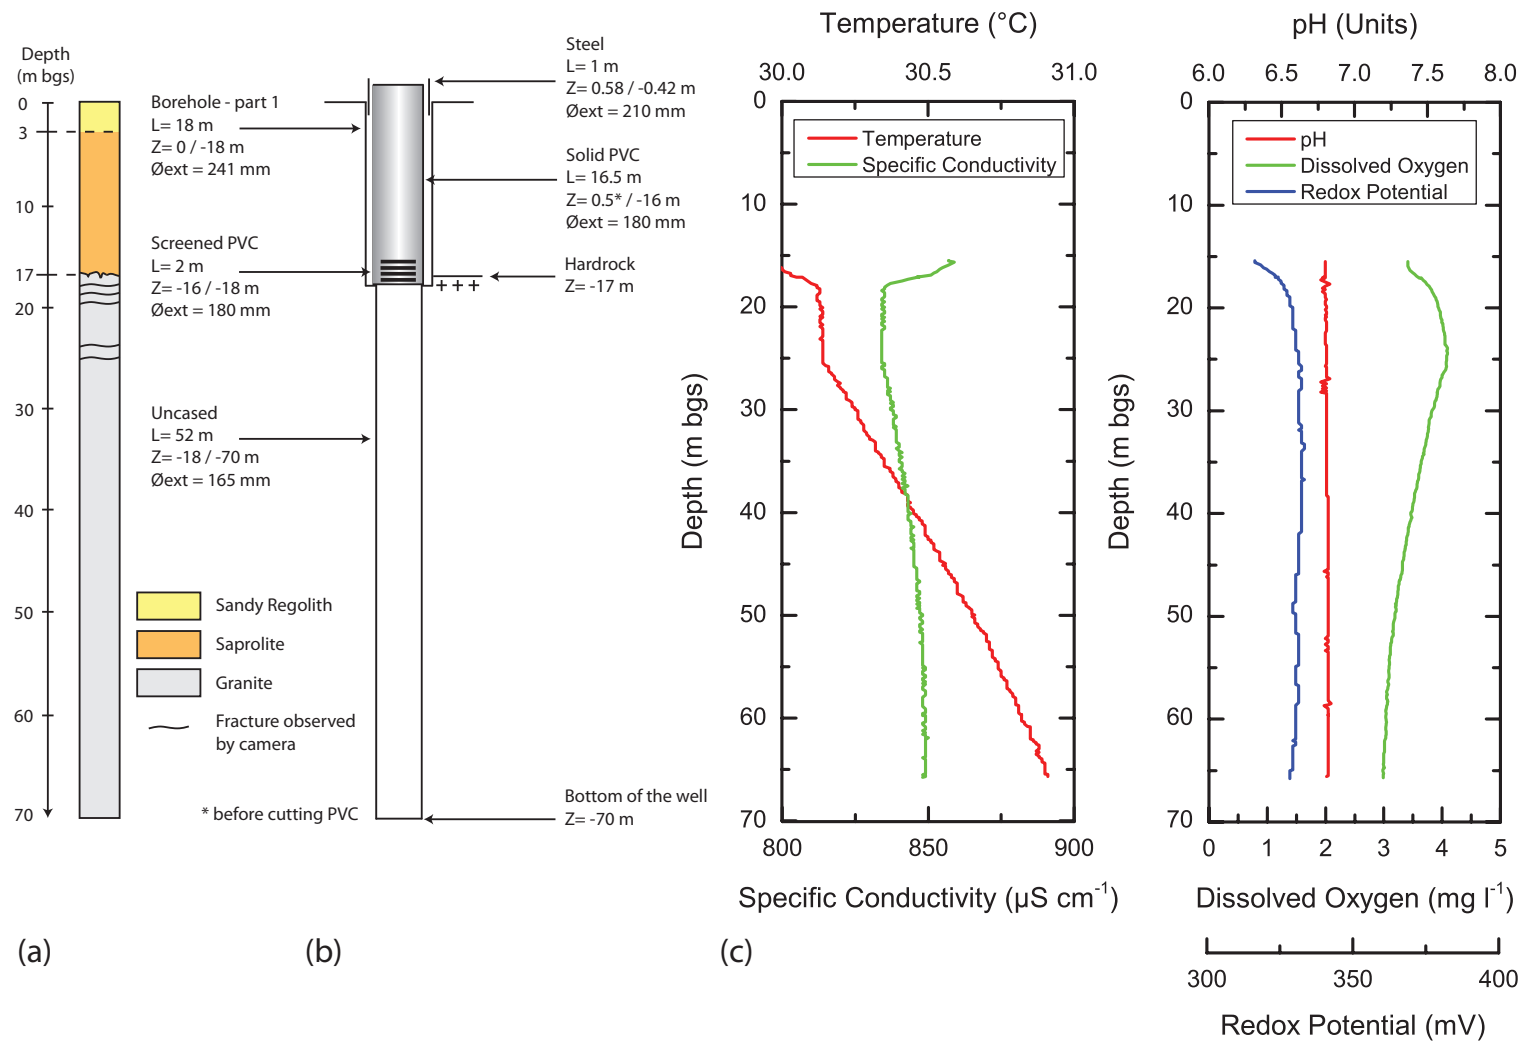 Depth
(m bgs)
0
3
10
17
20
30
40
50
60
70
Sandy Regolith
Saprolite
Granite
Fracture observed
by camera
(a)
Borehole - part 1
L= 18 m
Z= 0 / -18 m
Øext = 241 mm
Screened PVC
L= 2 m
Z= -16 / -18 m
Øext = 180 mm
Uncased
L= 52 m
Z= -18 / -70 m
Øext = 165 mm
* before cutting PVC
Steel
L= 1 m
Z= 0.58 / -0.42 m
Øext = 210 mm
Solid PVC
L= 16.5 m
Z= 0.5* / -16 m
Øext = 180 mm
Hardrock
Z= -17 m
+ + +
Bottom of the well
Z= -70 m
(b)
Temperature (°C)
30.0 30.5 31.0
Temperature
Specific Conductivity
Depth (m bgs)
0
10
20
30
40
50
60
70
800 850 900
Specific Conductivity (µS cm-1)
(c)
pH (Units)
6.0 6.5 7.0 7.5 8.0
pH
Dissolved Oxygen
Redox Potential
Depth (m bgs)
0
10
20
30
40
50
60
70
0 1 2 3 4 5
Dissolved Oxygen (mg l-1)
300 350 400
Redox Potential (mV)